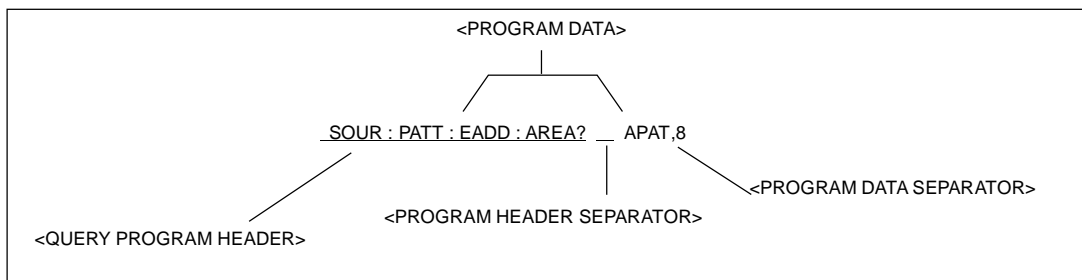 <PROGRAM DATA>
SOUR : PATT : EADD : AREA? APAT,8
<PROGRAM DATA SEPARATOR>
<PROGRAM HEADER SEPARATOR>
<QUERY PROGRAM HEADER>